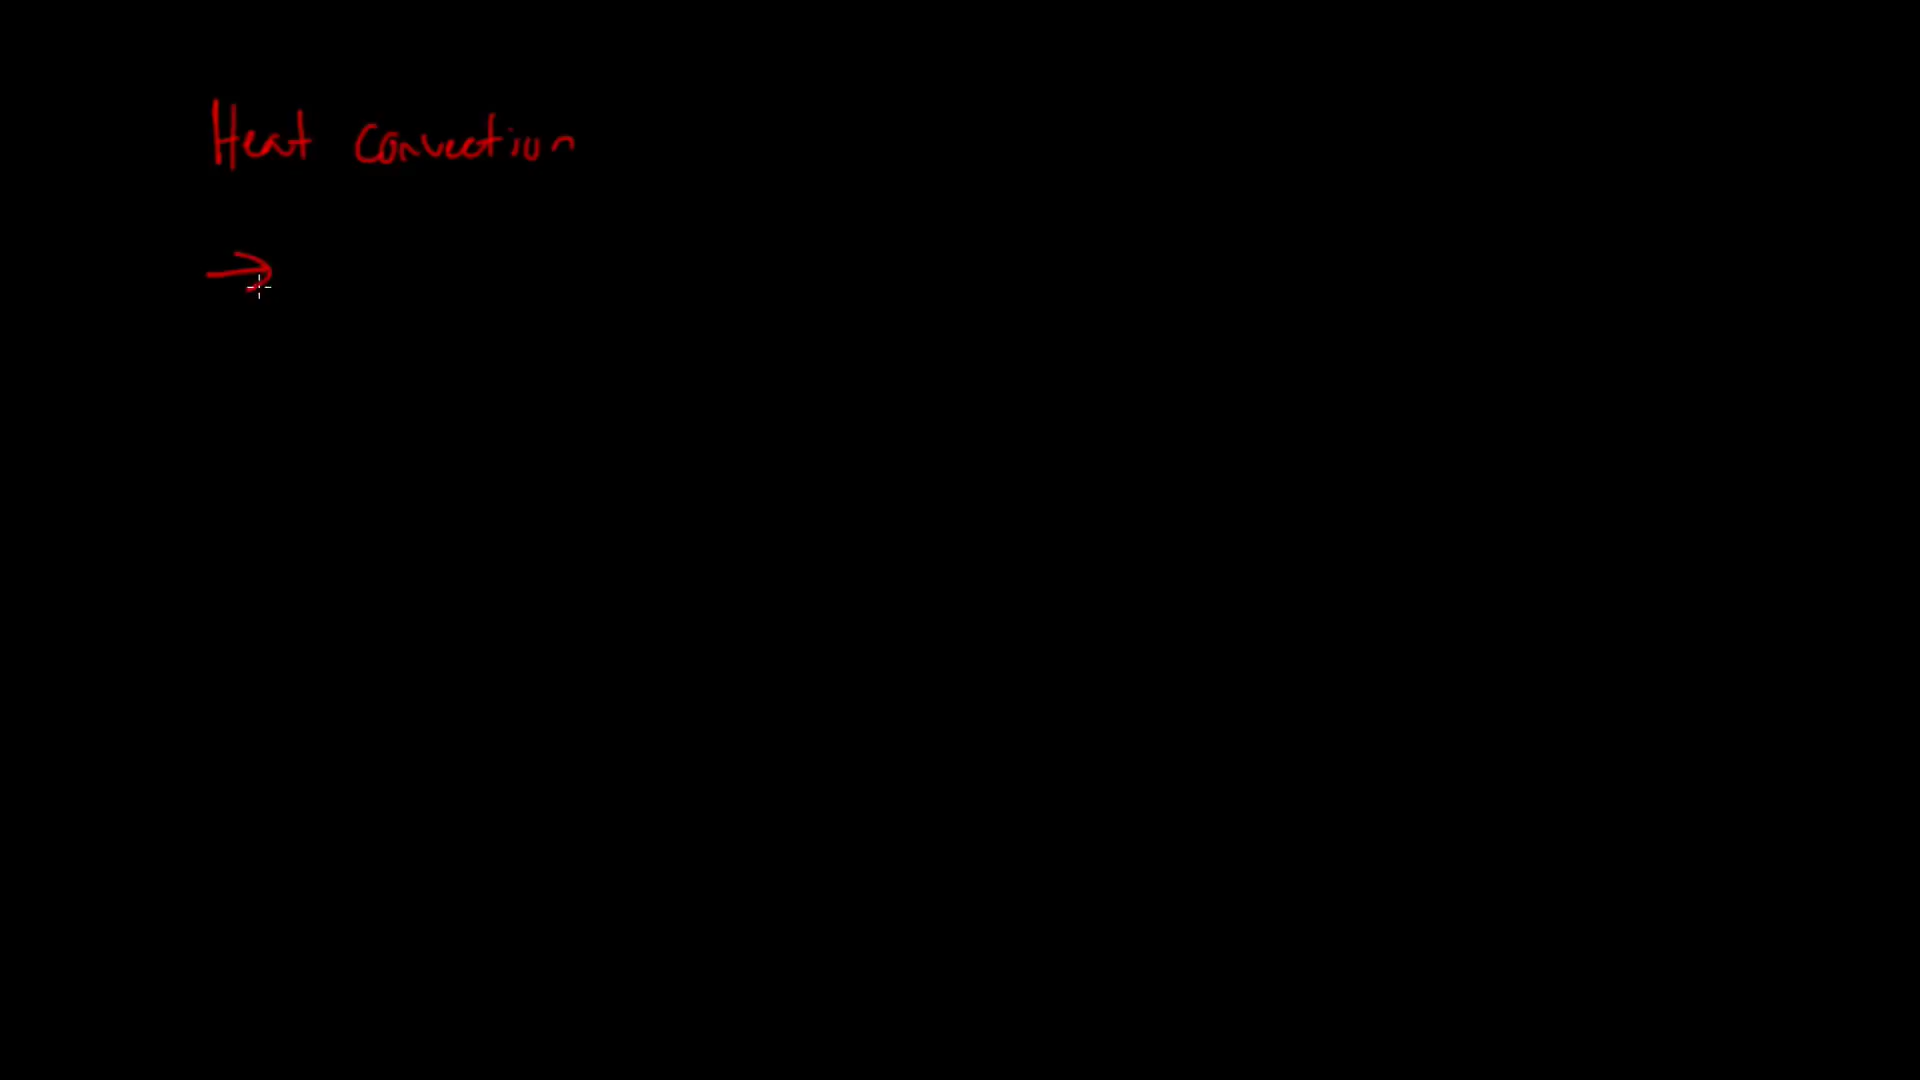 Heat convection
→